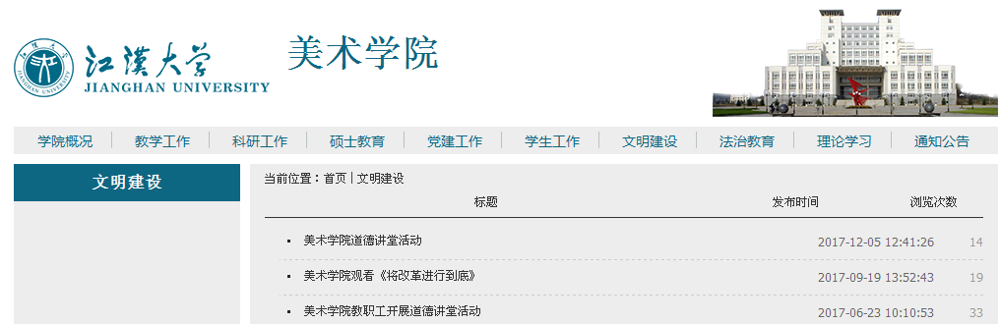 江漢大学
JIANGHAN UNIVERSITY
美术学院
学院概况 教学工作 科研工作 硕士教育 党建工作 学生工作 文明建设 法治教育 理论学习 通知公告
文明建设
当前位置：首页 | 文明建设
标题 发布时间 浏览次数
美术学院道德讲堂活动 2017-12-05 12:41:26 14
美术学院观看《将改革进行到底》 2017-09-19 13:52:43 19
美术学院教职工开展道德讲堂活动 2017-06-23 10:10:53 33